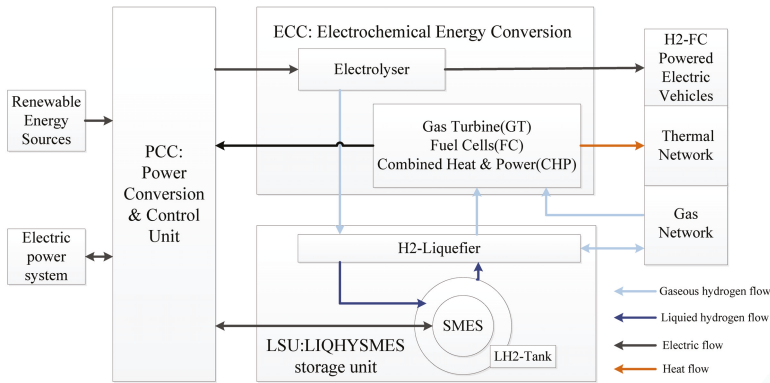 ECC: Electrochemical Energy Conversion
Electrolyser
H2-FC
Powered
Electric
Vehicles
Renewable
Energy
Sources
Gas Turbine(GT)
Fuel Cells(FC)
Combined Heat & Power(CHP)
Thermal
Network
PCC:
Power
Conversion
& Control
Unit
Gas
Network
Electric
power
system
H2-Liquefier
SMES
LH2-Tank
LSU:LIQHYSMES
storage unit
Gaseous hydrogen flow
Liquied hydrogen flow
Electric flow
Heat flow